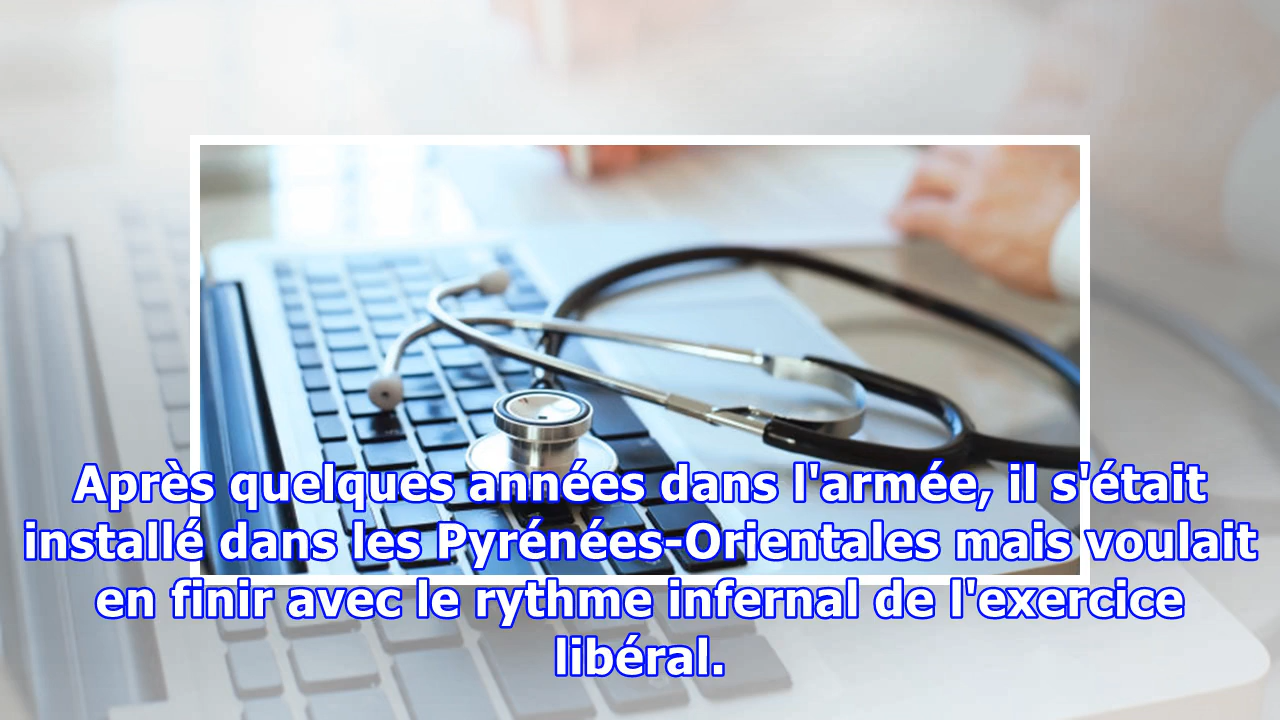 Après quelques années dans l'armée, il s'était
installé dans les Pyrénées-Orientales mais voulait
en finir avec le rythme infernal de l'exercice
libéral.